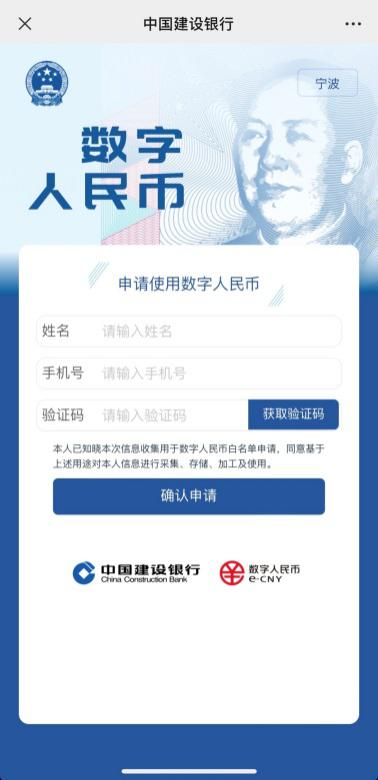 中国建设银行
宁波
数字
人民币
申请使用数字人民币
姓名 请输入姓名
手机号 请输入手机号
验证码 请输入验证码 获取验证码
本人已知晓本次信息收集用于数字人民币白名单申请，同意基于
上述用途对本人信息进行采集、存储、加工及使用。
确认申请
中国建设银行 数字人民币
China Construction Bank e-CNY